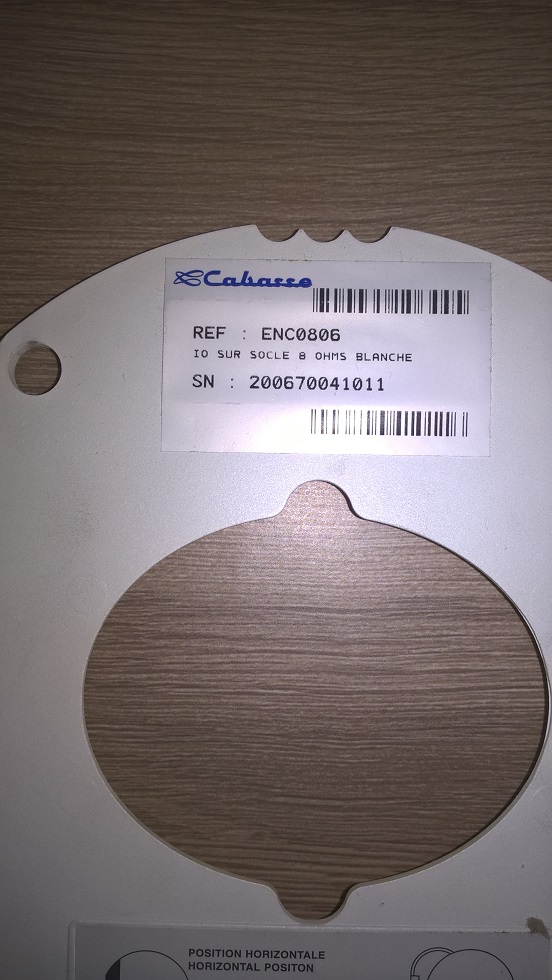 Cabasse
REF : ENC0806
IO SUR SOCLE 8 OHMS BLANCHE
SN : 200670041011
POSITION HORIZONTALE
HORIZONTAL POSITON